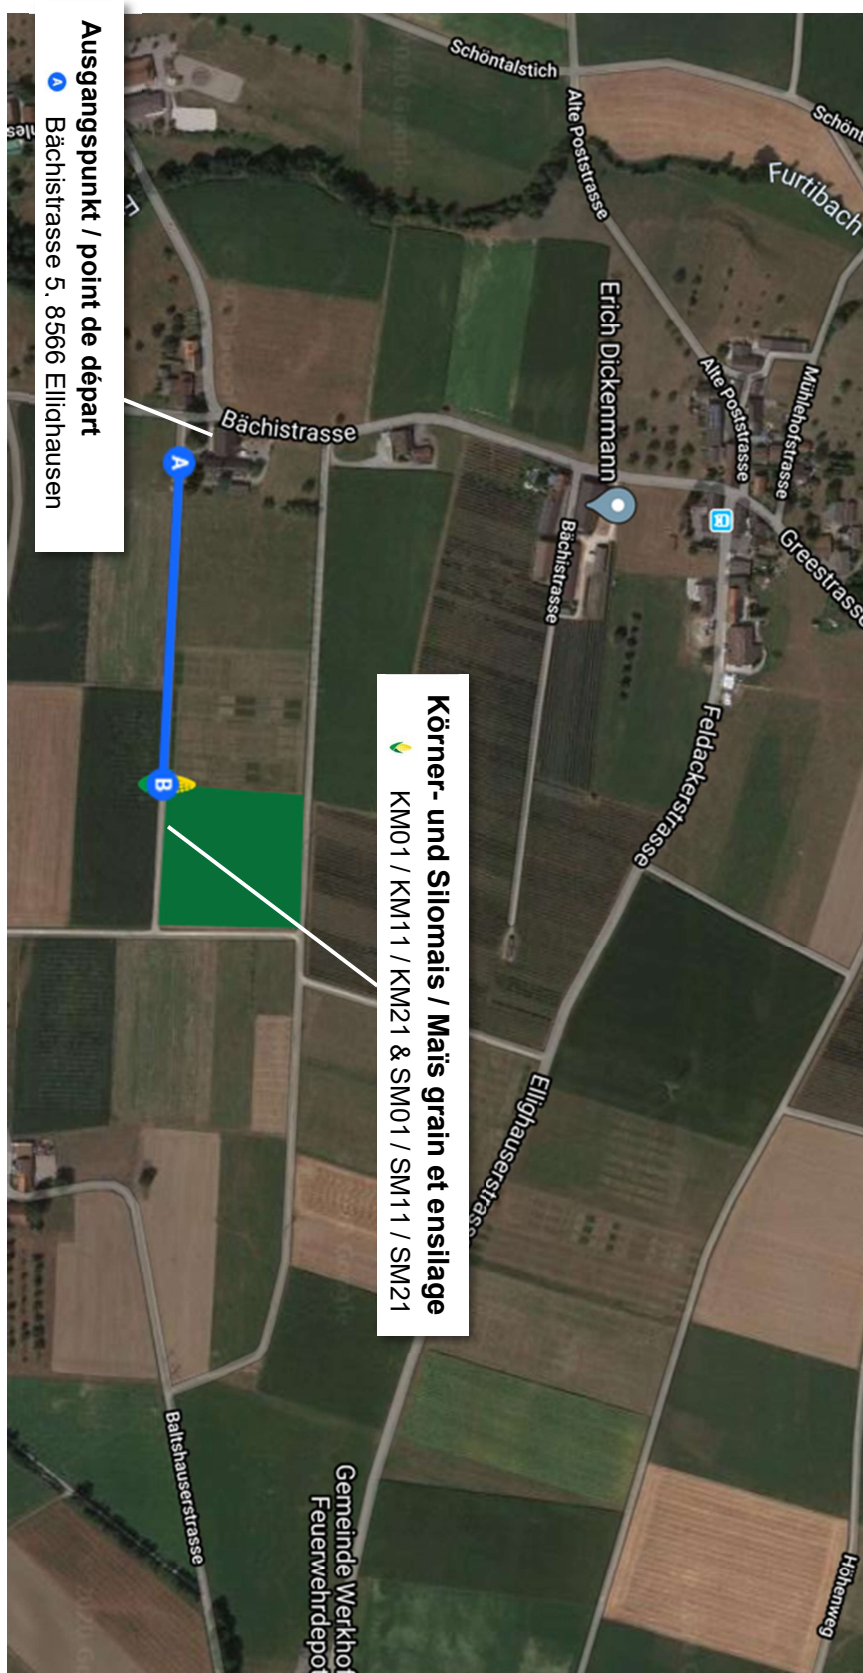 Ausgangspunkt / point de départ
A Bächistrasse 5, 8566 Ellighausen
Körner- und Silomais / Maïs grain et ensilage
KM01 / KM11 / KM21 & SM01 / SM11 / SM21
A
B
Schöntalstich
Alte Poststrasse
Furtibach
Erich Dickenmann
Mühlehofstrasse
Alte Poststrasse
Bächistrasse
Bächistrasse
Greestrasse
Feldackerstrasse
Ellighauserstrasse
Baltshauserstrasse
Gemeinde Werkhof
Feuerwehrdepot
Höhenweg